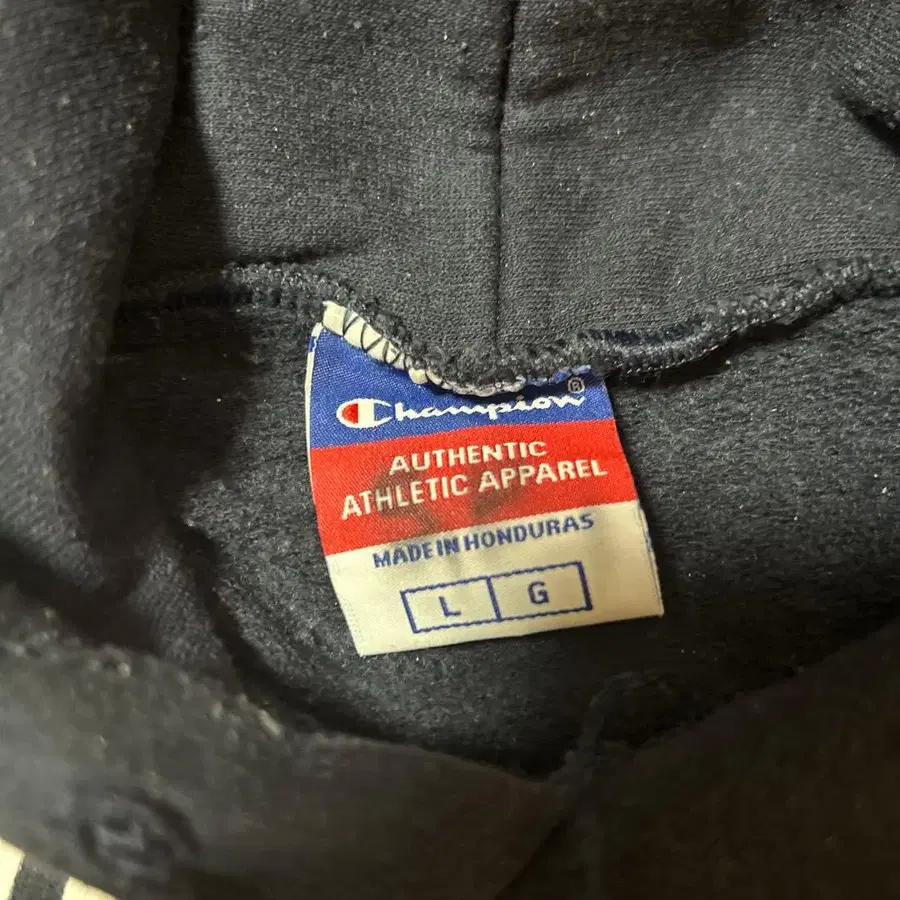 Champion®
AUTHENTIC
ATHLETIC APPAREL
MADE IN HONDURAS
L G